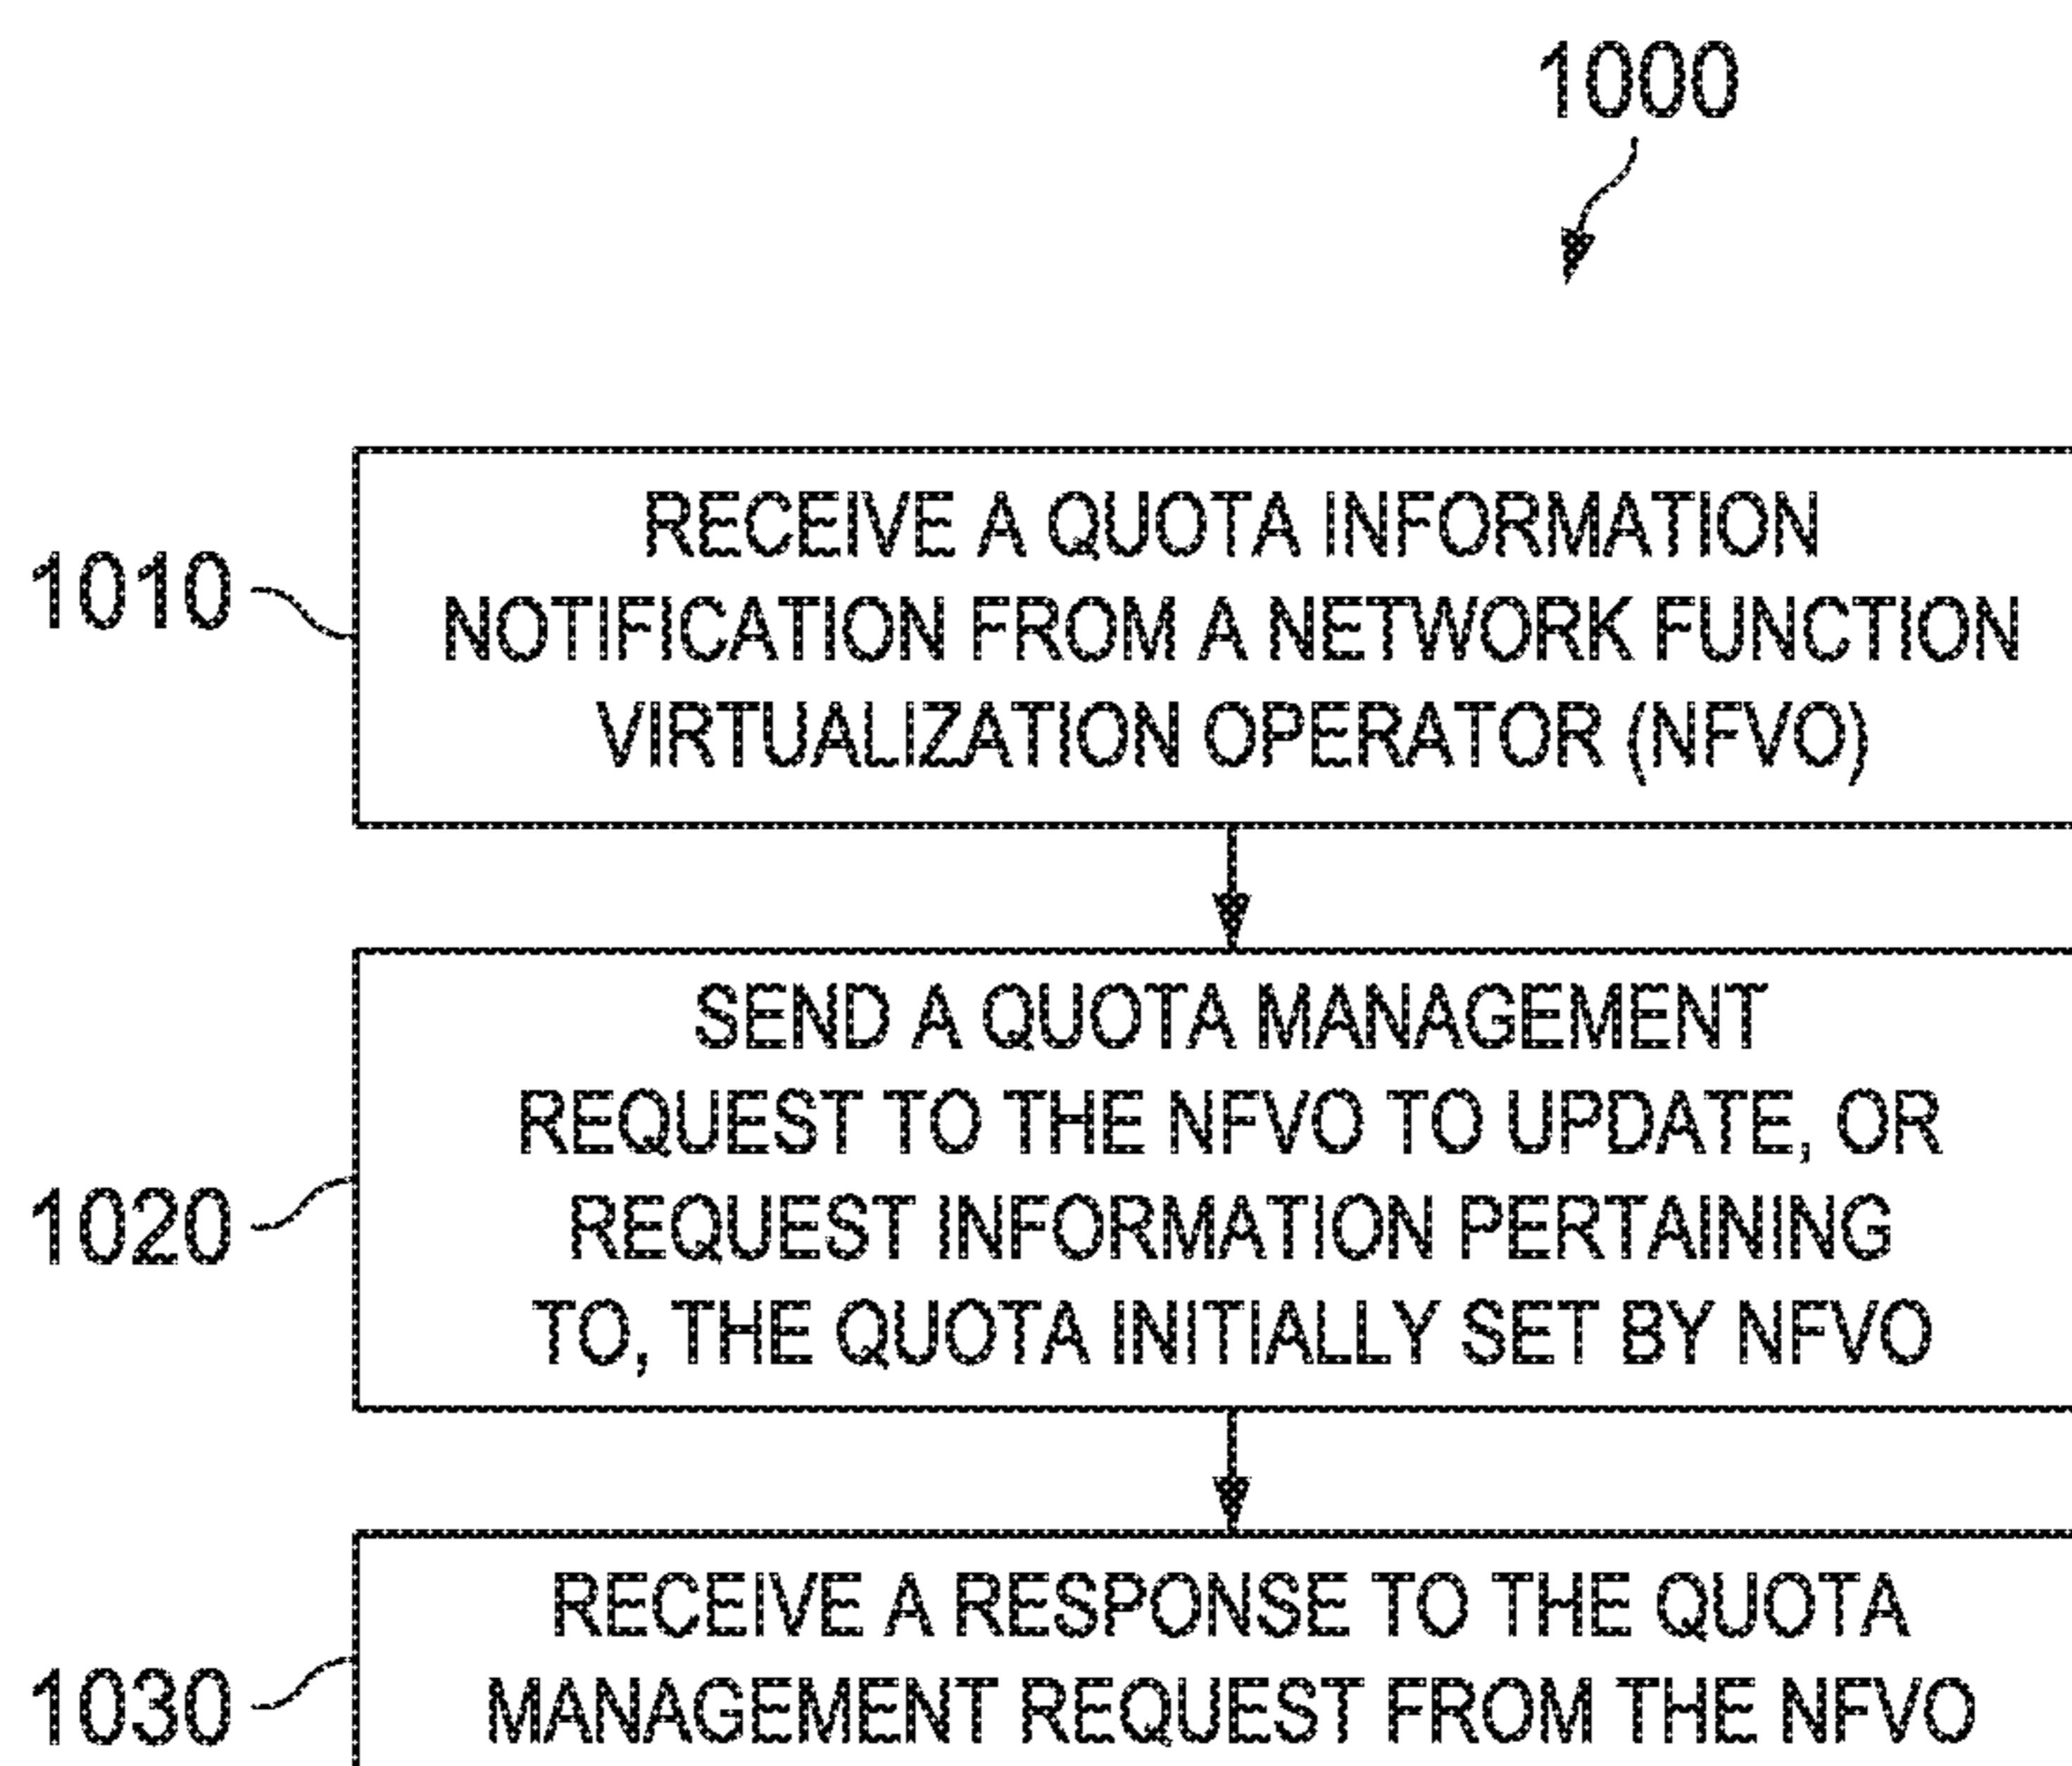 1000
1010
RECEIVE A QUOTA INFORMATION
NOTIFICATION FROM A NETWORK FUNCTION
VIRTUALIZATION OPERATOR (NFVO)
1020
SEND A QUOTA MANAGEMENT
REQUEST TO THE NFVO TO UPDATE, OR
REQUEST INFORMATION PERTAINING
TO, THE QUOTA INITIALLY SET BY NFVO
1030
RECEIVE A RESPONSE TO THE QUOTA
MANAGEMENT REQUEST FROM THE NFVO